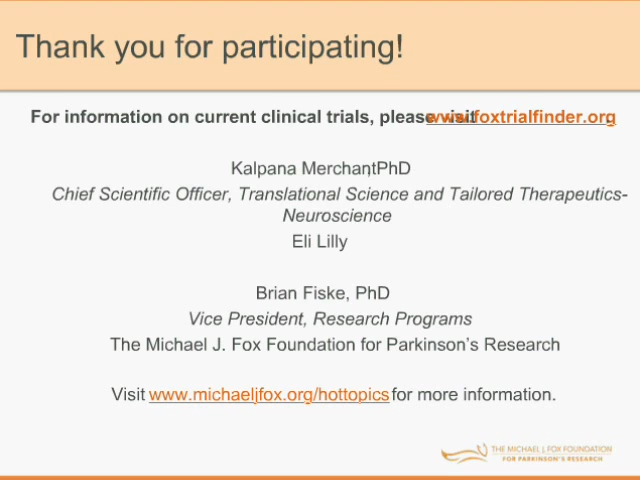 Thank you for participating!
For information on current clinical trials, please visit www.foxtrialfinder.org.
Kalpana Merchant, PhD
Chief Scientific Officer, Translational Science and Tailored Therapeutics-
Neuroscience
Eli Lilly
Brian Fiske, PhD
Vice President, Research Programs
The Michael J. Fox Foundation for Parkinson's Research
Visit www.michaeljfox.org/hottopics for more information.
THE MICHAEL J. FOX FOUNDATION
FOR PARKINSON'S RESEARCH